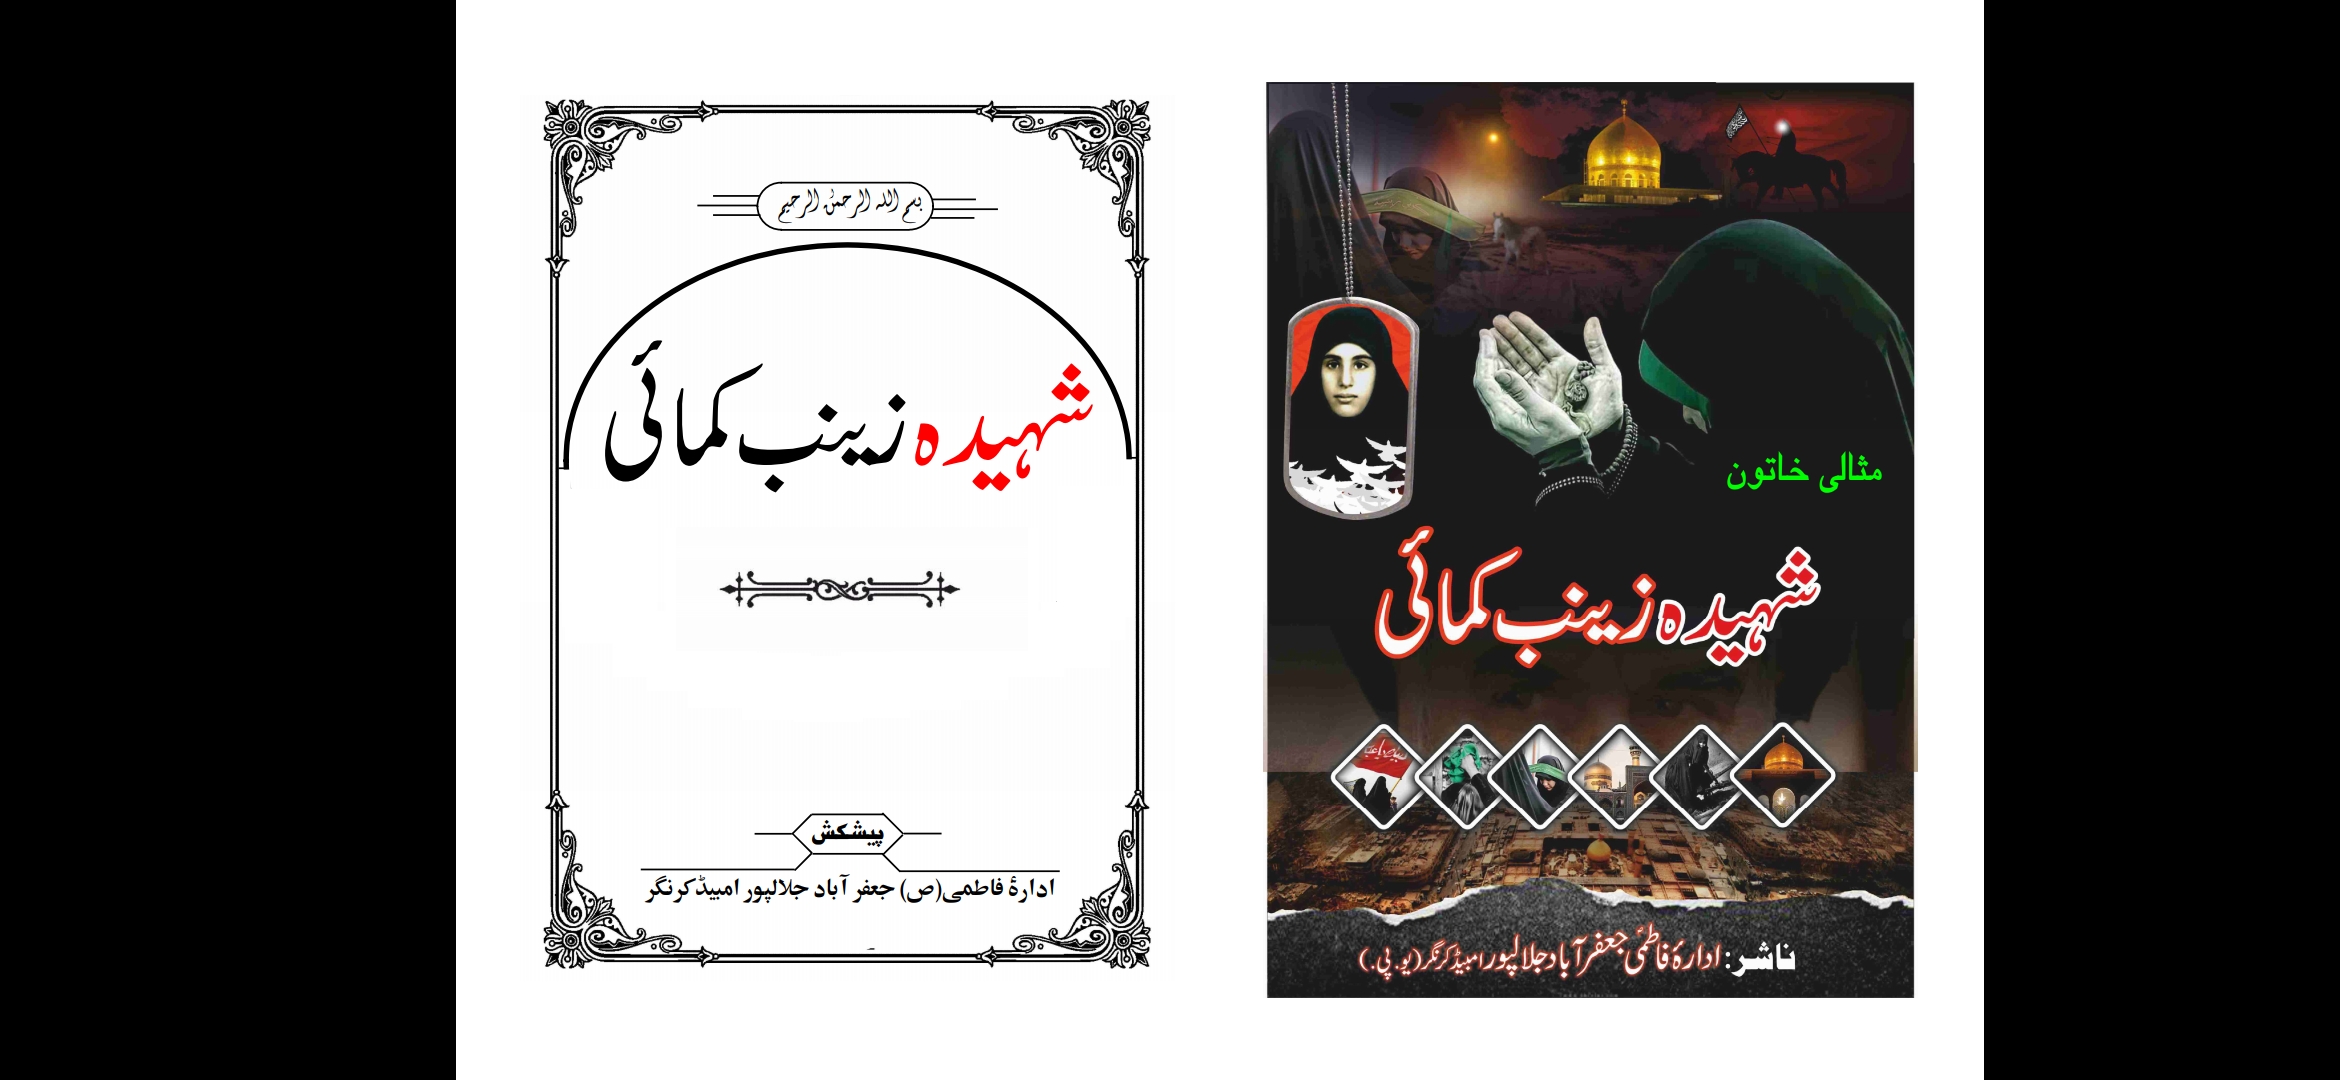 مثالی خاتون
شہیدہ زینب کمائی
ناشر: ادارۂ فاطمیؑ جعفرآباد جلالپور امبیڈکرنگر (یو.پی.)
بسم اللہ الرحمٰن الرحیم
شہیدہ زینب کمائی
پیشکش
ادارۂ فاطمی(ص) جعفر آباد جلالپور امبیڈکرنگر